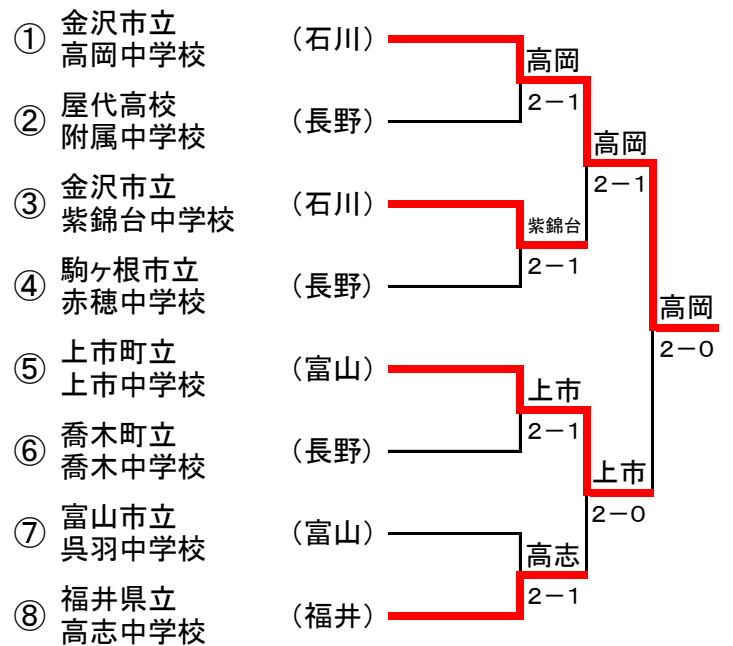 ① 金沢市立
高岡中学校 （石川）
② 屋代高校
附属中学校 （長野）
③ 金沢市立
紫錦台中学校 （石川）
④ 駒ヶ根市立
赤穂中学校 （長野）
⑤ 上市町立
上市中学校 （富山）
⑥ 喬木町立
喬木中学校 （長野）
⑦ 富山市立
呉羽中学校 （富山）
⑧ 福井県立
高志中学校 （福井）
高岡
２－１
紫錦台
２－１
上市
２－１
高志
２－１
高岡
２－１
上市
２－０
高岡
２－０